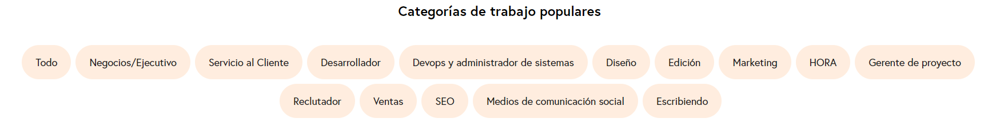 Categorías de trabajo populares
Todo Negocios/Ejecutivo Servicio al Cliente Desarrollador Devops y administrador de sistemas Diseño Edición Marketing HORA Gerente de proyecto
Reclutador Ventas SEO Medios de comunicación social Escribiendo